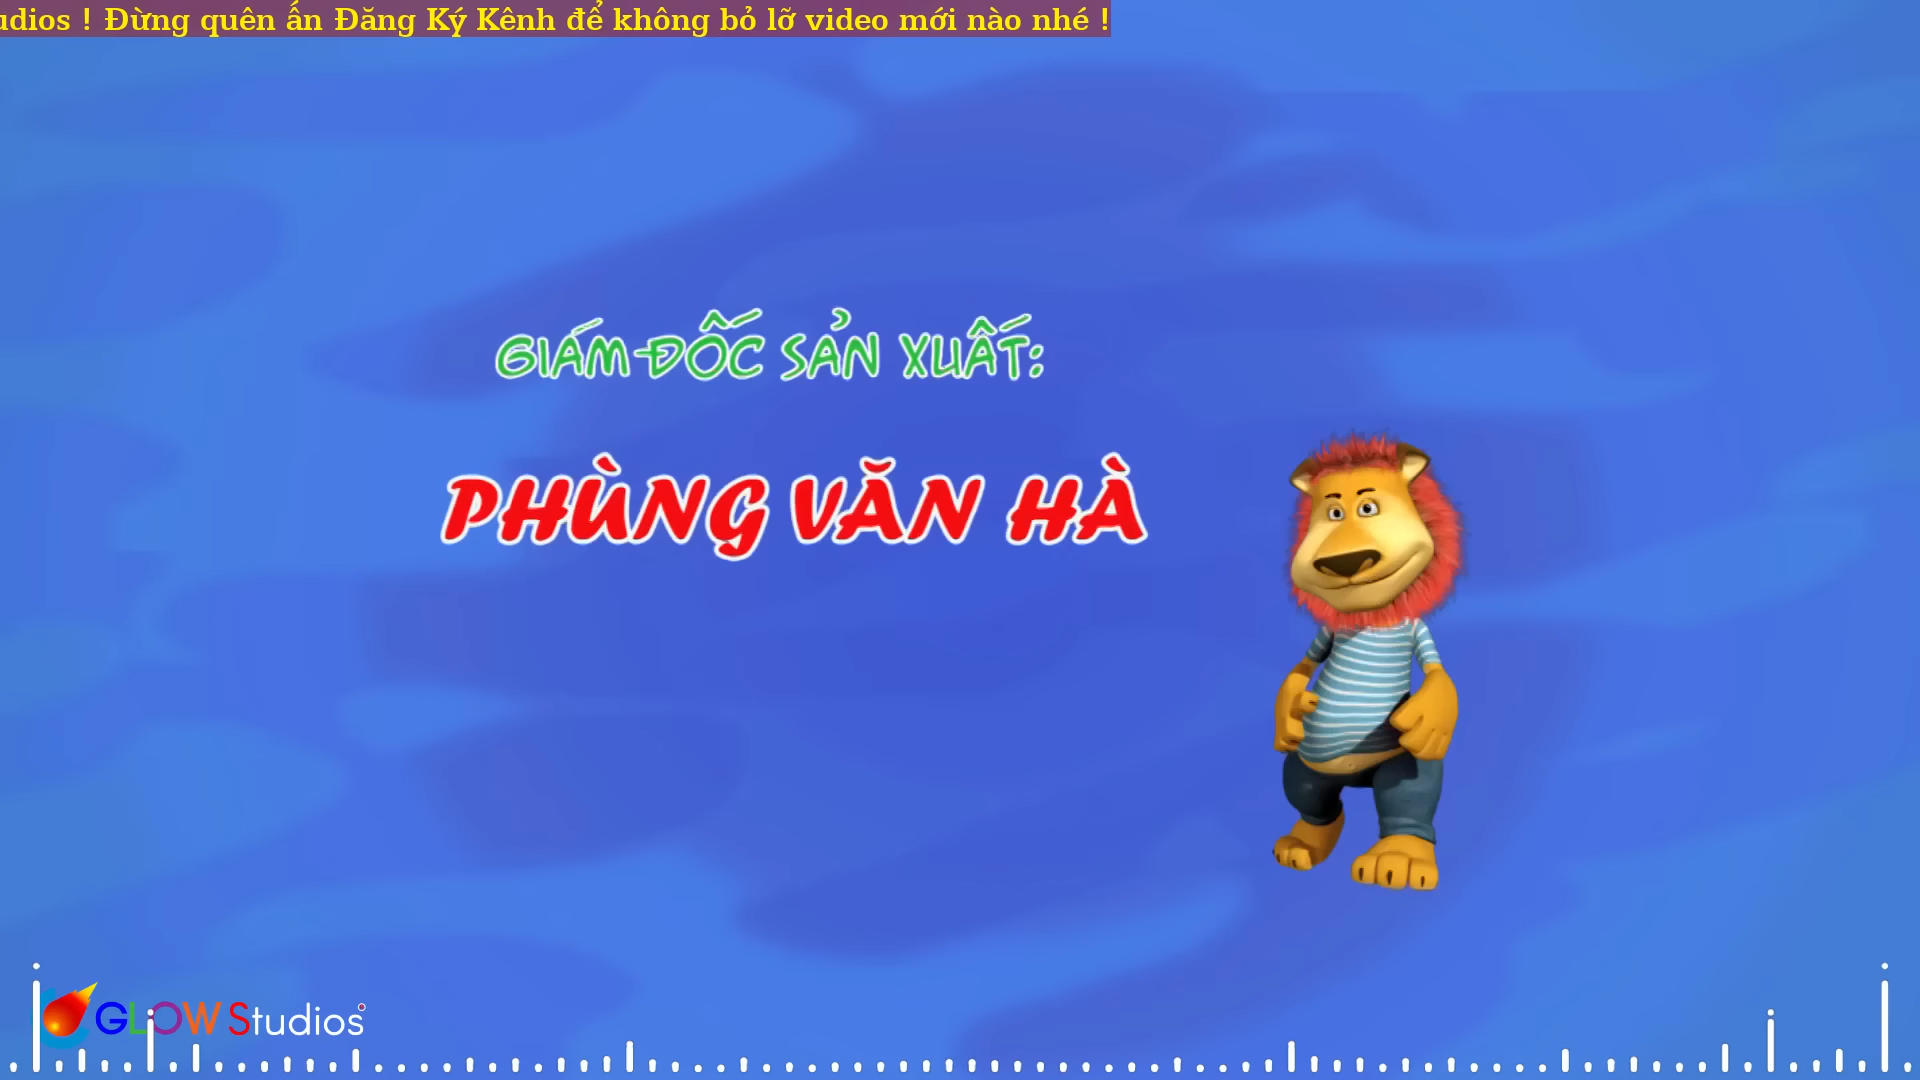 udios ! Đừng quên ấn Đăng Ký Kênh để không bỏ lỡ video mới nào nhé !
GIÁM ĐỐC SẢN XUẤT:
PHÙNG VĂN HÀ
GLOW Studios